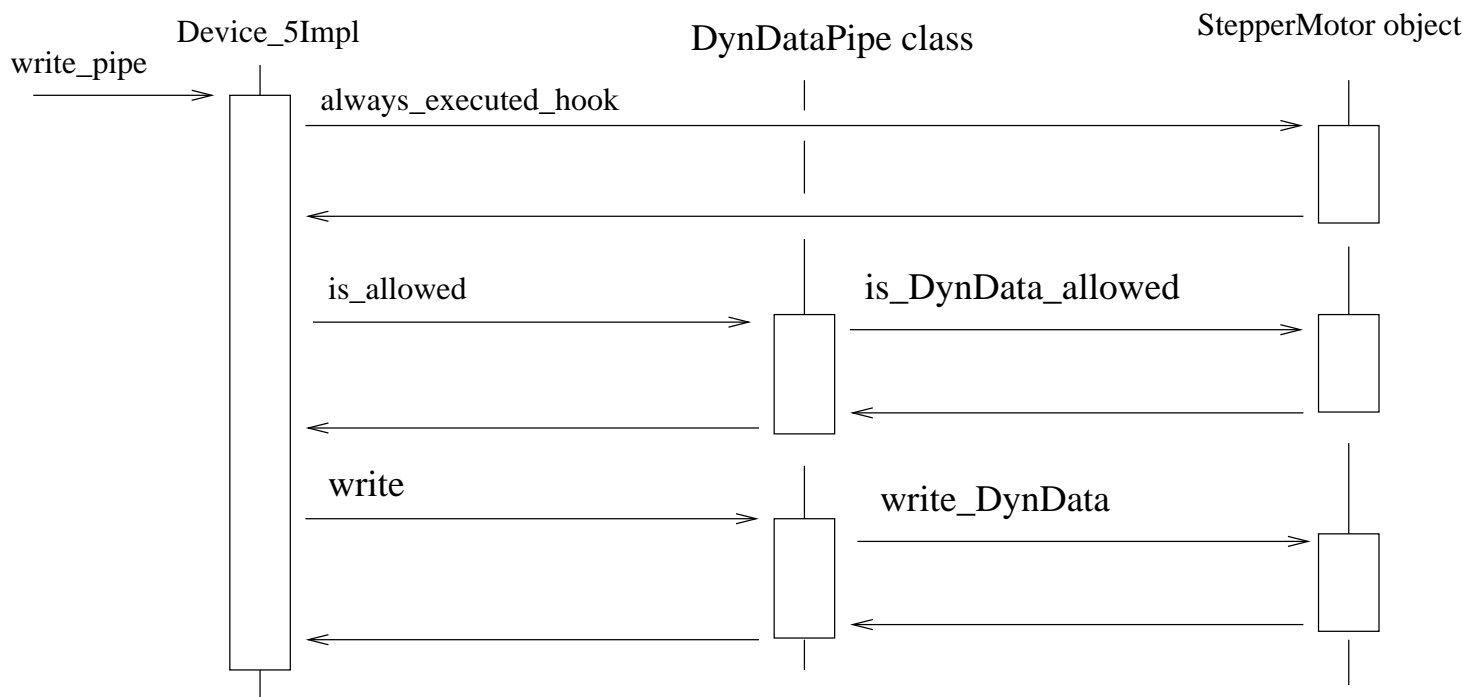 Device_5Impl
DynDataPipe class
StepperMotor object
write_pipe
always_executed_hook
is_allowed
is_DynData_allowed
write
write_DynData